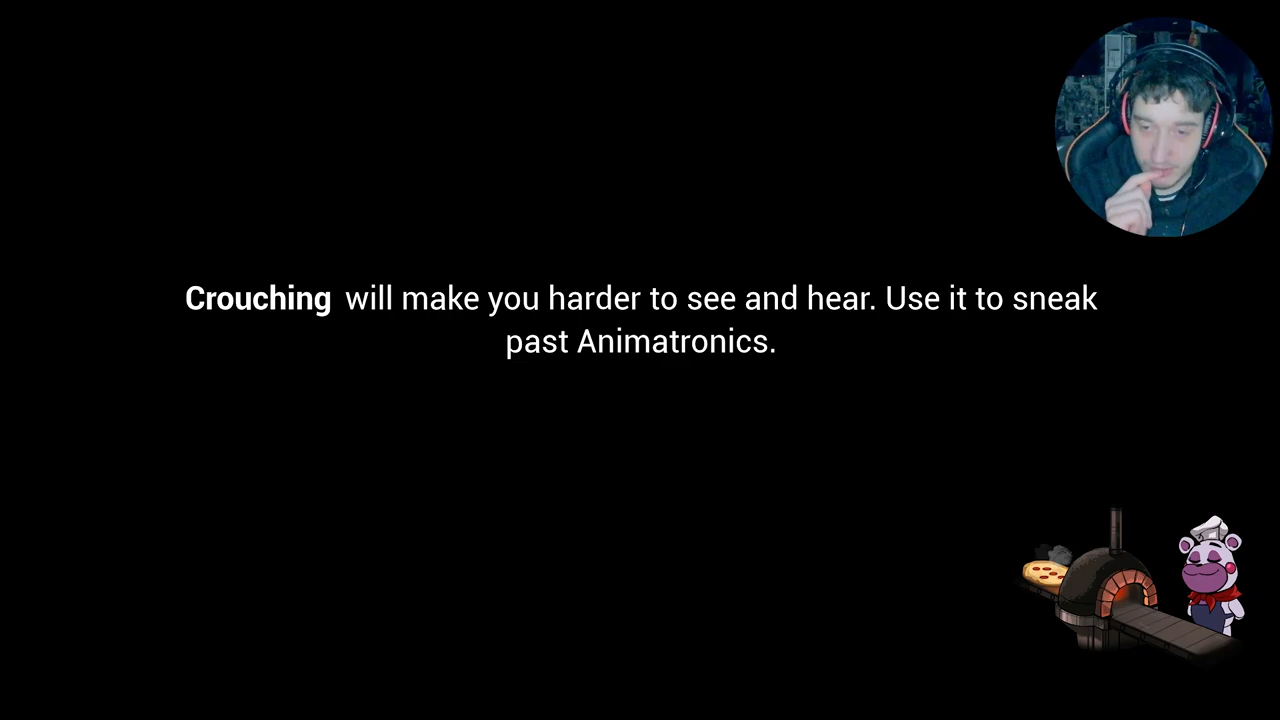 Crouching will make you harder to see and hear. Use it to sneak
past Animatronics.